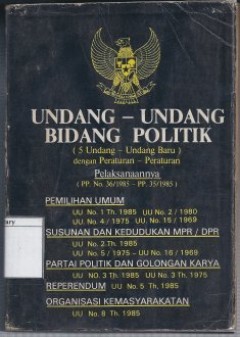 UNDANG – UNDANG
BIDANG POLITIK
( 5 Undang – Undang Baru )
dengan Peraturan – Peraturan
Pelaksanaannya
( PP. No. 36/1985 – PP. 35/1985 )
PEMILIHAN UMUM
UU No. 1 Th. 1985 UU No. 2 / 1980
UU No. 4 / 1975 UU No. 15 / 1969
SUSUNAN DAN KEDUDUKAN MPR / DPR
UU No. 2 Th. 1985
UU No. 5 / 1975 – UU No. 16 / 1969
PARTAI POLITIK DAN GOLONGAN KARYA
UU NO. 3 Th. 1985 UU No. 3 Th. 1975
REFERENDUM UU No. 5 Th. 1985
ORGANISASI KEMASYARAKATAN
UU No. 8 Th. 1985